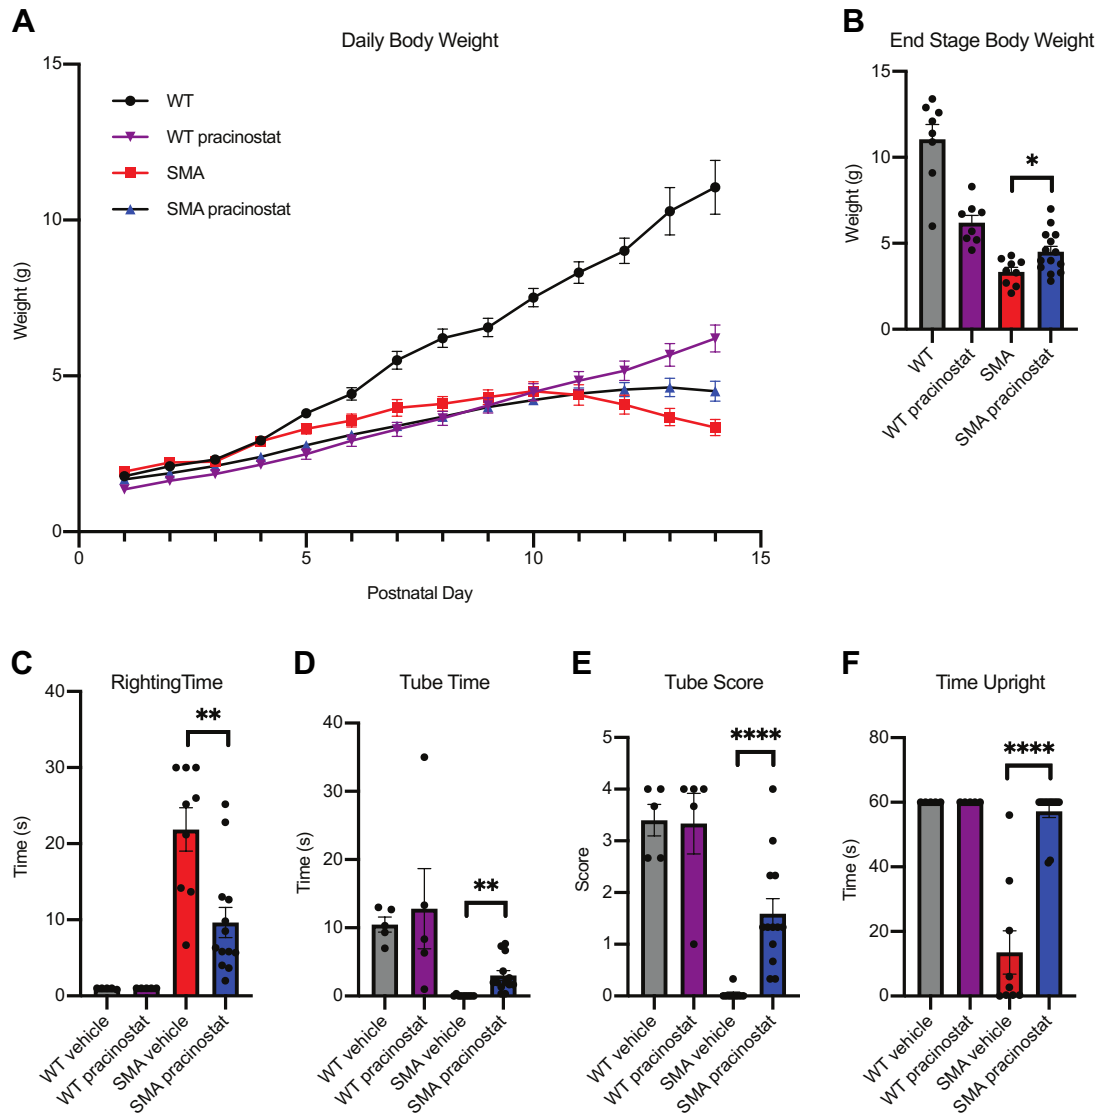 A
Daily Body Weight
15
10
5
0
Weight (g)
WT
WT pracinostat
SMA
SMA pracinostat
0
5
10
15
Postnatal Day
B
End Stage Body Weight
15
10
5
0
Weight (g)
*
WT
WT pracinostat
SMA
SMA pracinostat
C
RightingTime
40
30
20
10
0
Time (s)
**
WT vehicle
WT pracinostat
SMA vehicle
SMA pracinostat
D
Tube Time
40
30
20
10
0
Time (s)
**
WT vehicle
WT pracinostat
SMA vehicle
SMA pracinostat
E
Tube Score
5
4
3
2
1
0
Score
****
WT vehicle
WT pracinostat
SMA vehicle
SMA pracinostat
F
Time Upright
80
60
40
20
0
Time (s)
****
WT vehicle
WT pracinostat
SMA vehicle
SMA pracinostat